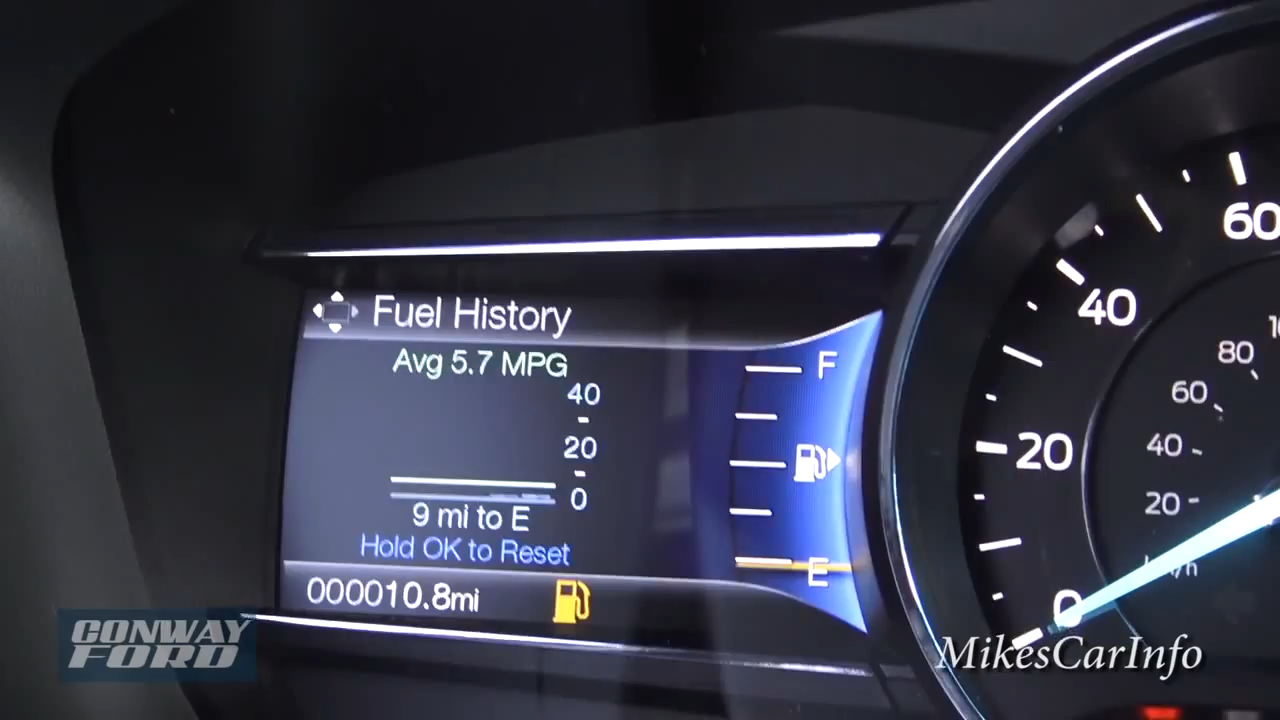 Fuel History
Avg 5.7 MPG
40
20
0
9 mi to E
Hold OK to Reset
000010.8mi
F
E
60
40
20
0
80
60
40
20
km/h
CONWAY
FORD
MikesCarInfo